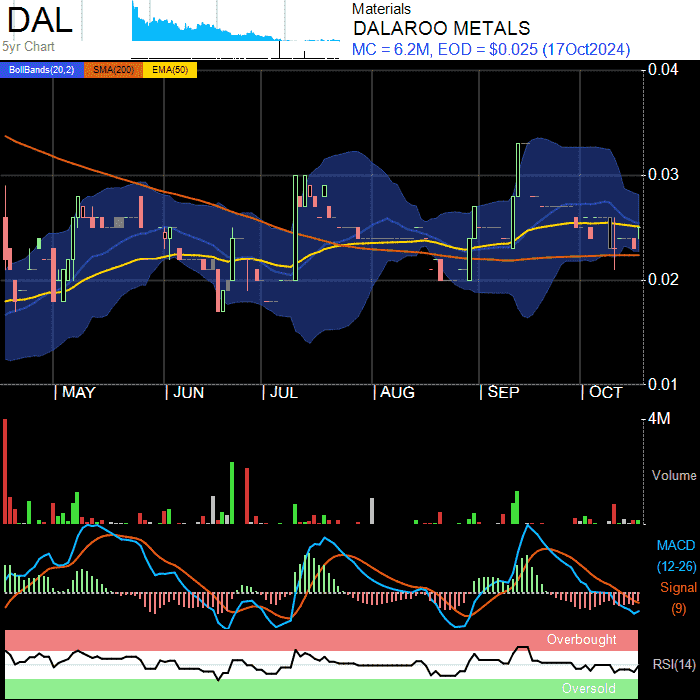 DAL
5yr Chart
Materials
DALAROO METALS
MC = 6.2M, EOD = $0.025 (17Oct2024)
BollBands(20,2) SMA(200) EMA(50)
0.04
0.03
0.02
0.01
MAY JUN JUL AUG SEP OCT
4M
Volume
MACD
(12-26)
Signal
(9)
Overbought
RSI(14)
Oversold